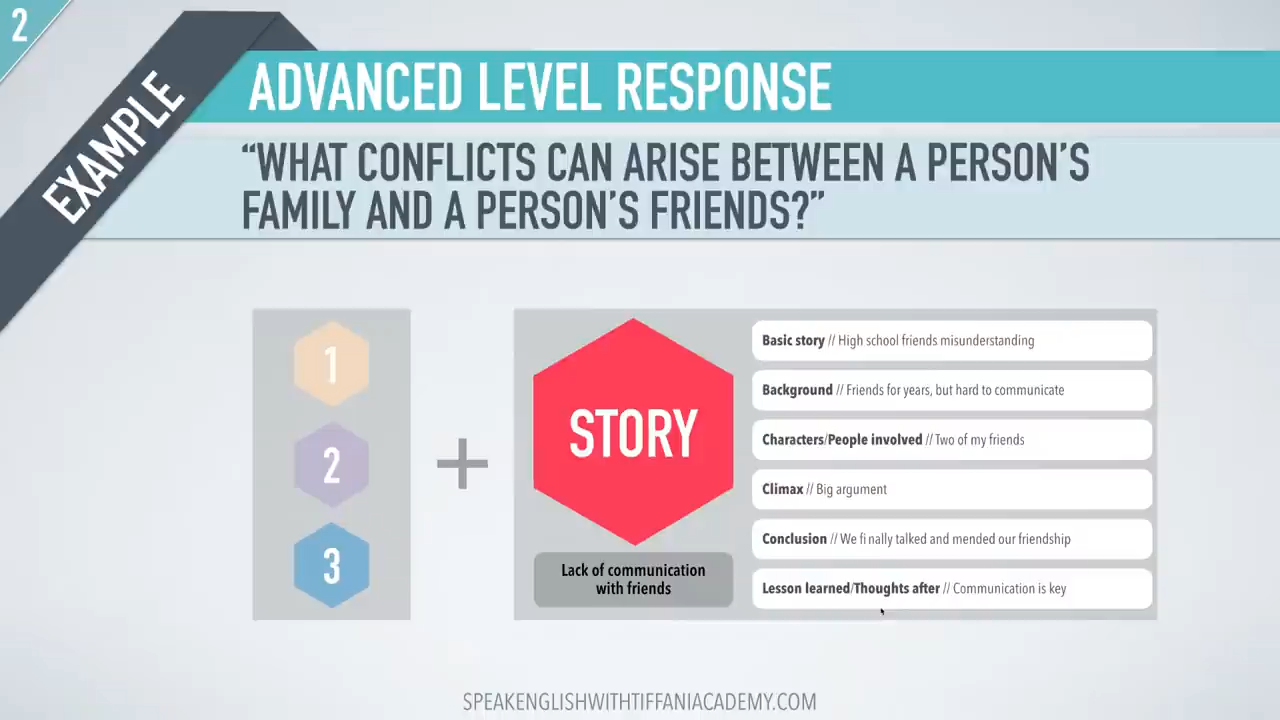 2
EXAMPLE
ADVANCED LEVEL RESPONSE
“WHAT CONFLICTS CAN ARISE BETWEEN A PERSON’S
FAMILY AND A PERSON’S FRIENDS?”
1
2
3
+
STORY
Lack of communication
with friends
Basic story // High school friends misunderstanding
Background // Friends for years, but hard to communicate
Characters/People involved // Two of my friends
Climax // Big argument
Conclusion // We fi nally talked and mended our friendship
Lesson learned/Thoughts after // Communication is key
SPEAKENGLISHWITHTIFFANIACADEMY.COM